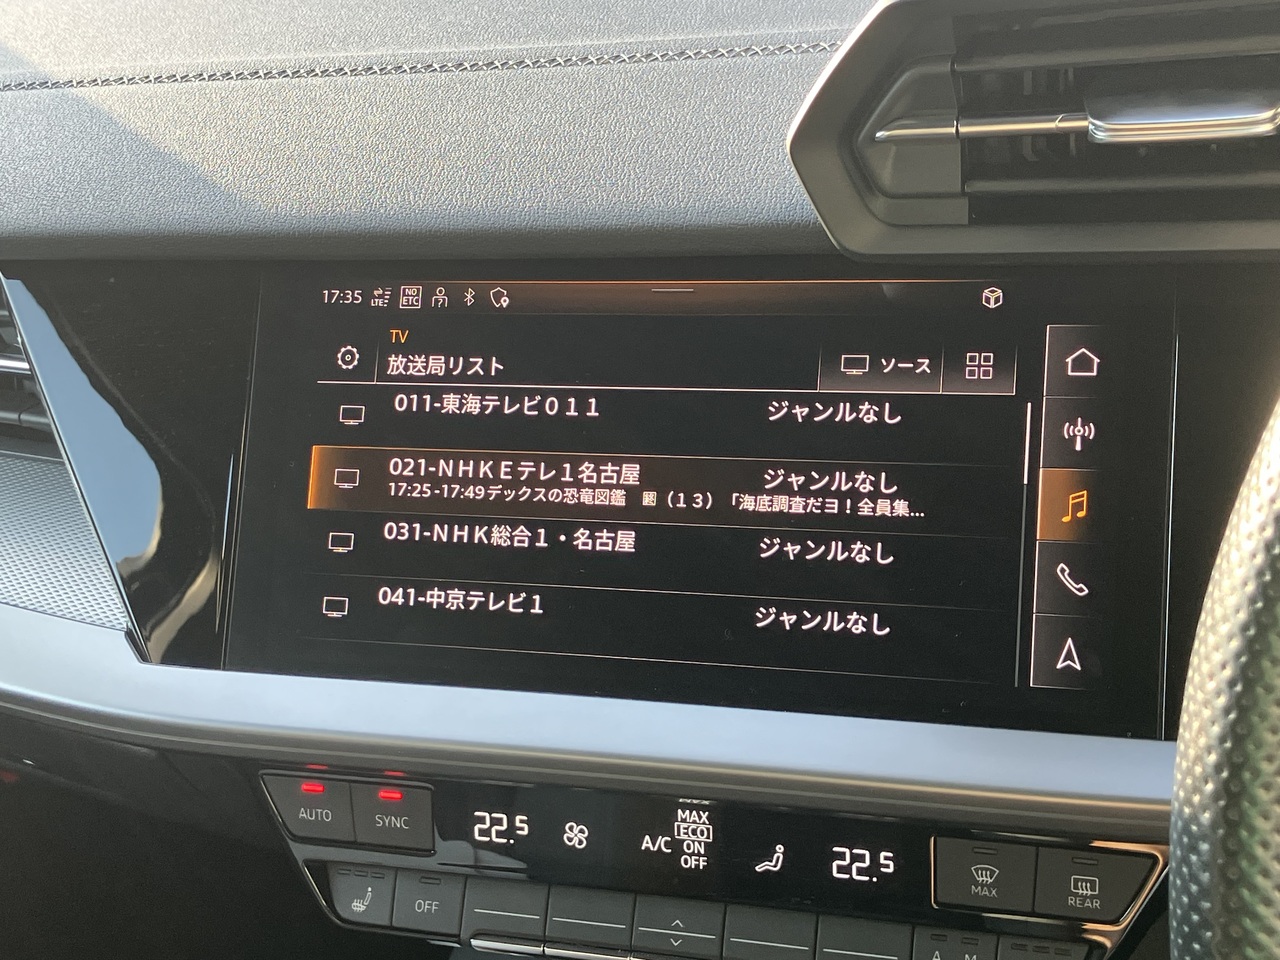 17:35 LTE NO ETC
TV
放送局リスト
ソース
011-東海テレビ０１１ ジャンルなし
021-ＮＨＫＥテレ１名古屋 ジャンルなし
17:25-17:49デックスの恐竜図鑑 （１３）「海底調査だヨ！全員集...
031-ＮＨＫ総合１・名古屋 ジャンルなし
041-中京テレビ１ ジャンルなし
AUTO
SYNC
22.5
A/C
MAX
ECO
ON
OFF
22.5
MAX
REAR
OFF
A M